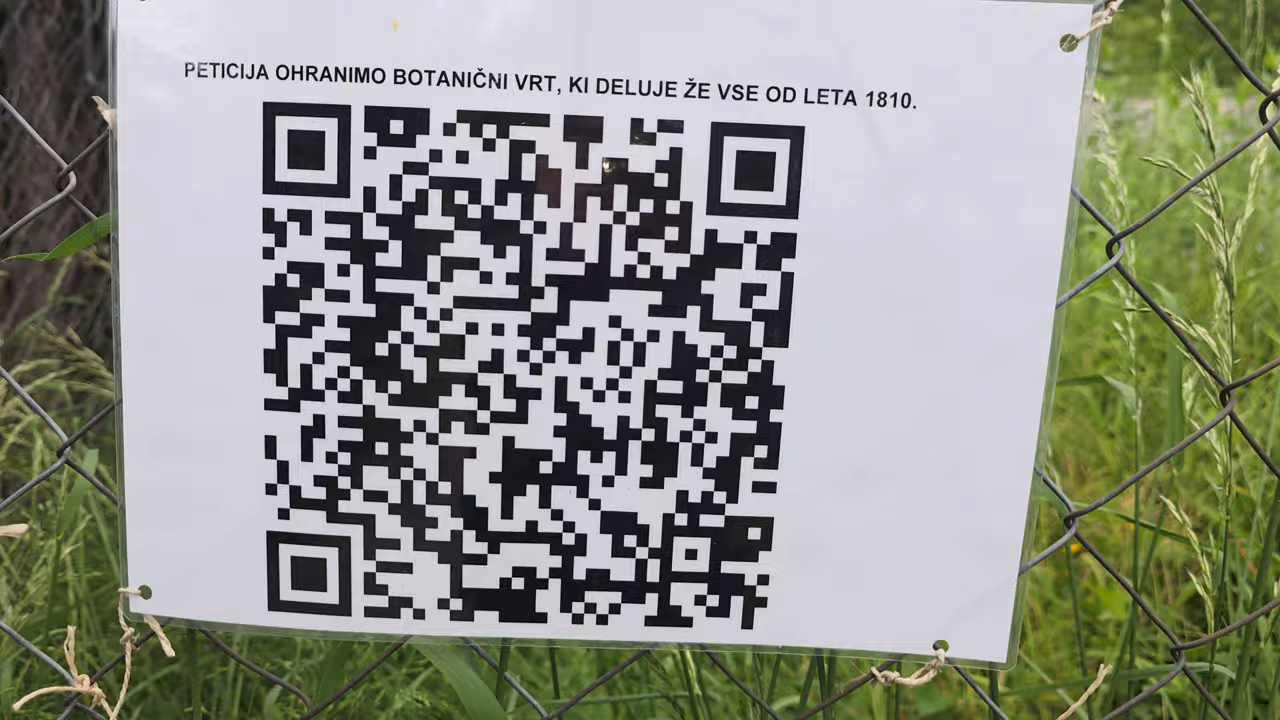 PETICIJA OHRANIMO BOTANIČNI VRT, KI DELUJE ŽE VSE OD LETA 1810.